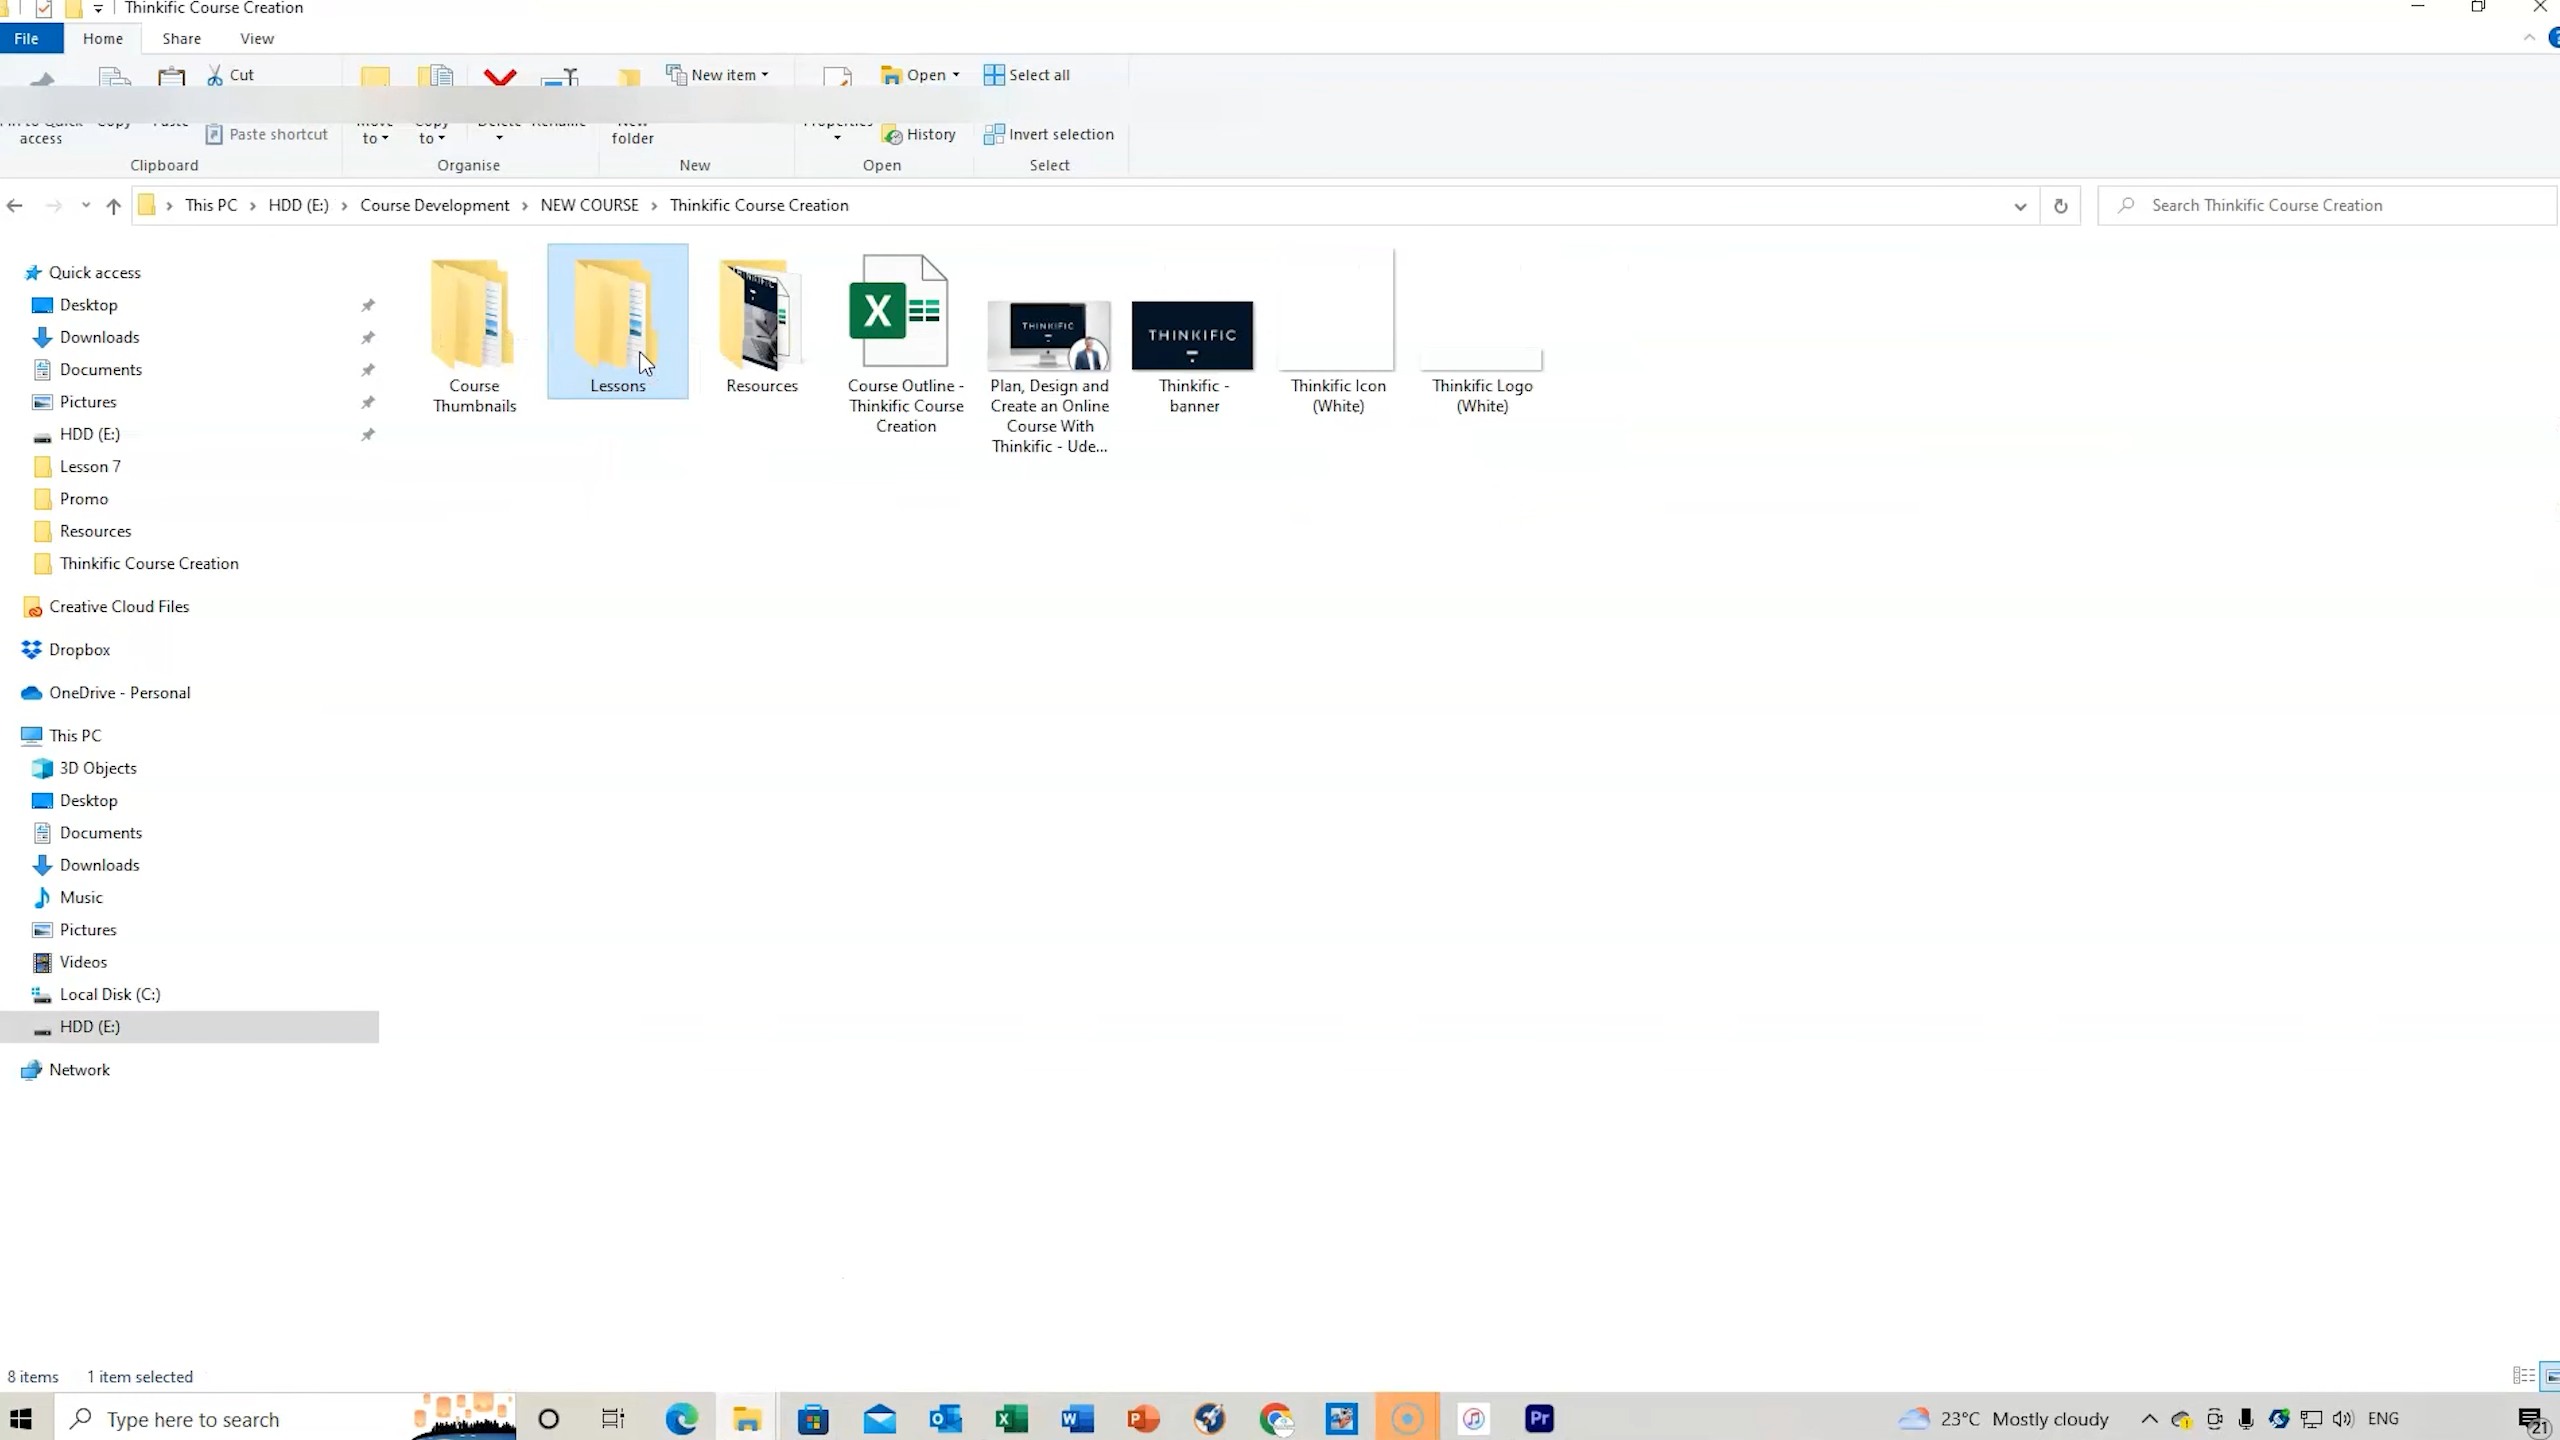 Thinkific Course Creation
File Home Share View
Cut
New item
Open
Select all
access
Paste shortcut
to
to
folder
History
Invert selection
Clipboard
Organise
New
Open
Select
This PC > HDD (E:) > Course Development > NEW COURSE > Thinkific Course Creation
Search Thinkific Course Creation
Quick access
Desktop
Downloads
Documents
Pictures
HDD (E:)
Lesson 7
Promo
Resources
Thinkific Course Creation
Creative Cloud Files
Dropbox
OneDrive - Personal
This PC
3D Objects
Desktop
Documents
Downloads
Music
Pictures
Videos
Local Disk (C:)
HDD (E:)
Network
Course
Thumbnails
Lessons
Resources
Course Outline -
Thinkific Course
Creation
THINKIFIC
Plan, Design and
Create an Online
Course With
Thinkific - Ude...
THINKIFIC
Thinkific -
banner
Thinkific Icon
(White)
Thinkific Logo
(White)
8 items 1 item selected
Type here to search
23°C Mostly cloudy
ENG
21